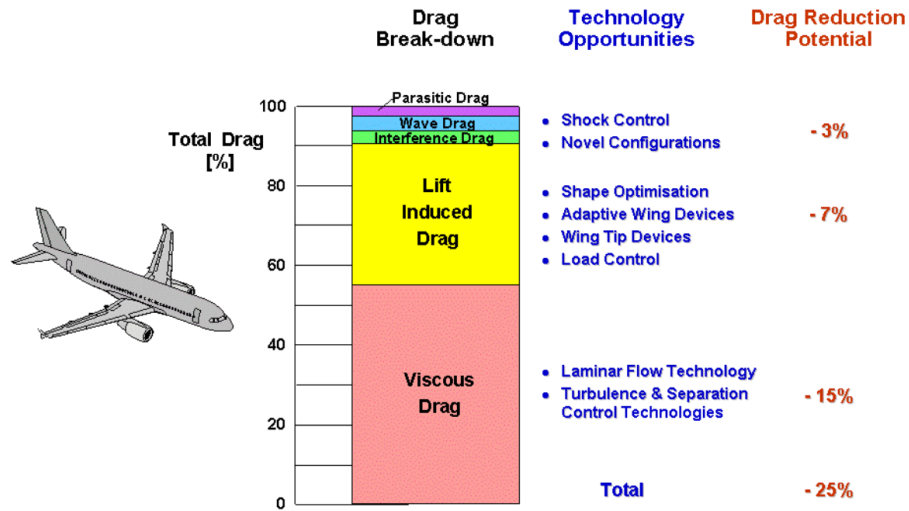 Drag
Break-down
Technology
Opportunities
Drag Reduction
Potential
Total Drag
[%]
100
80
60
40
20
0
Parasitic Drag
Wave Drag
Interference Drag
Lift
Induced
Drag
Viscous
Drag
• Shock Control
• Novel Configurations
- 3%
• Shape Optimisation
• Adaptive Wing Devices
• Wing Tip Devices
• Load Control
- 7%
• Laminar Flow Technology
• Turbulence & Separation
Control Technologies
- 15%
Total
- 25%